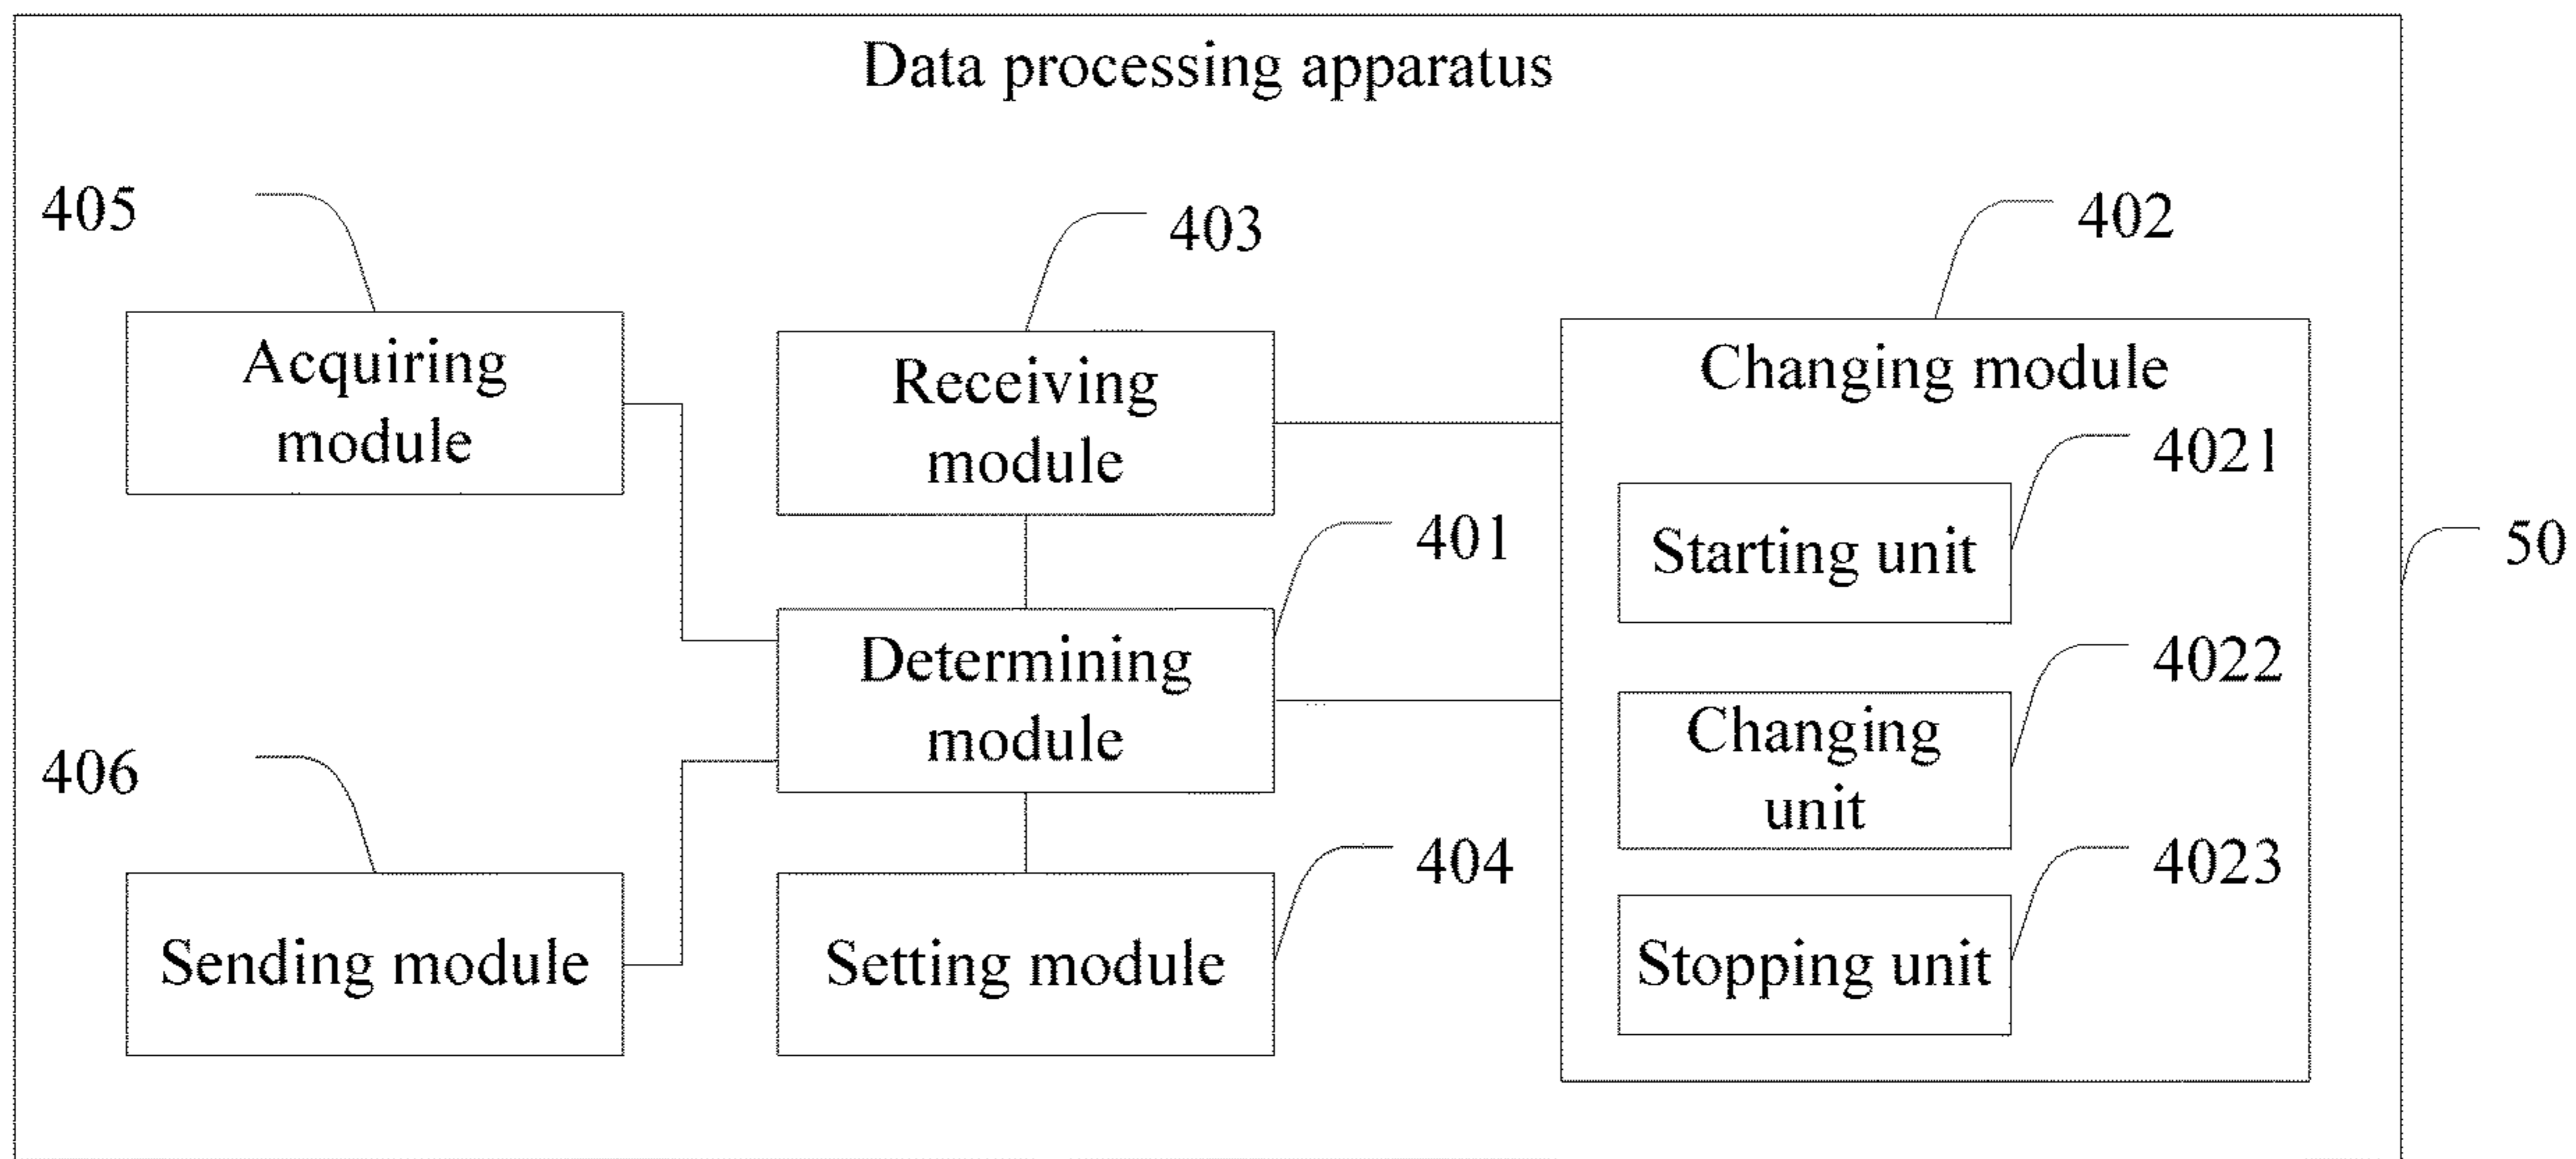 Data processing apparatus
405
403
402
Acquiring
module
Receiving
module
Changing module
4021
Starting unit
401
50
Determining
module
4022
Changing
unit
406
404
4023
Sending module
Setting module
Stopping unit